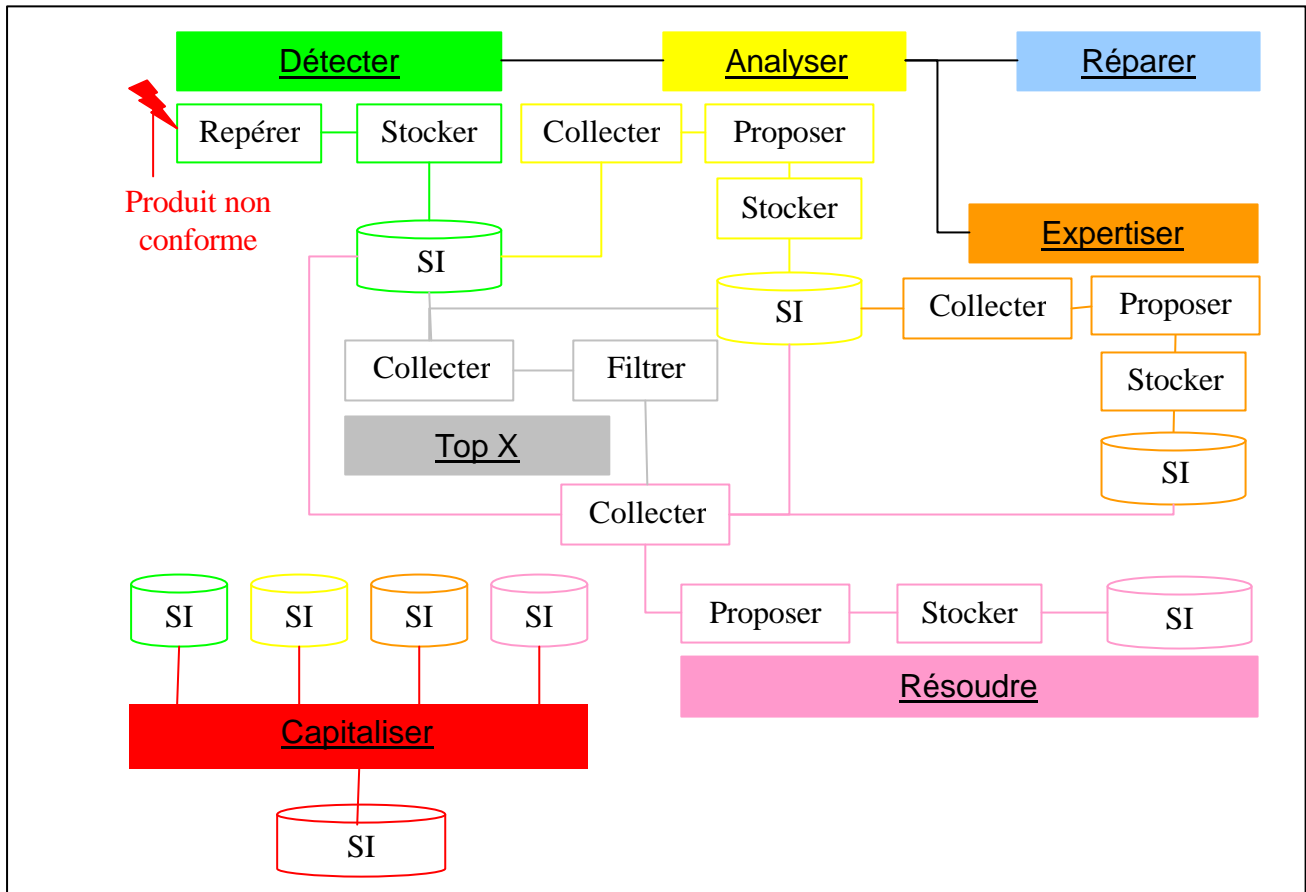 Détecter
Analyser
Réparer
Repérer
Stocker
Collecter
Proposer
Produit non
conforme
Stocker
Expertiser
SI
SI
Collecter
Proposer
Collecter
Filtrer
Stocker
Top X
SI
Collecter
SI
SI
SI
SI
Proposer
Stocker
SI
Résoudre
Capitaliser
SI